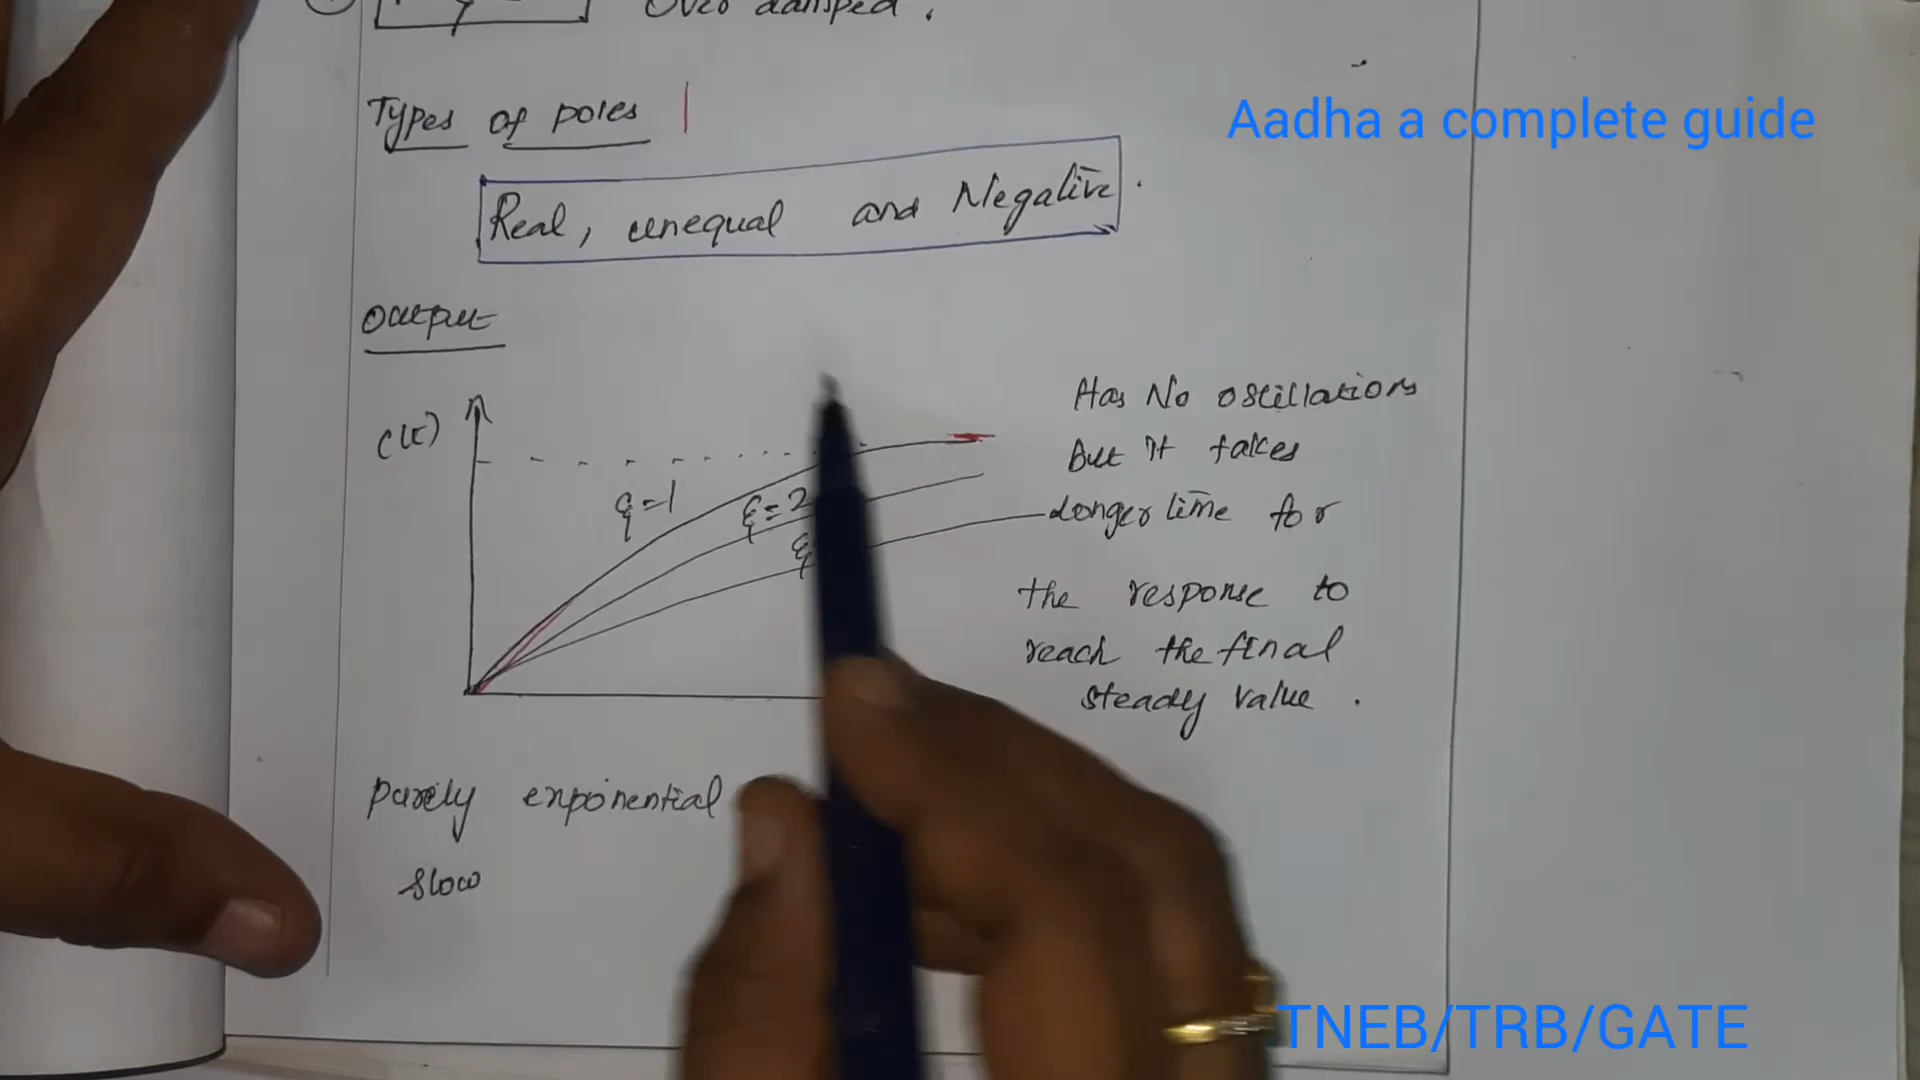 Over damped.
Aadha a complete guide
Types of poles
Real, unequal and Negative.
Output
c(t)
ξ=1
ξ=2
ξ
Has No oscillations
But it takes
longer time for
the response to
reach the final
steady value.
purely exponential
slow
TNEB/TRB/GATE